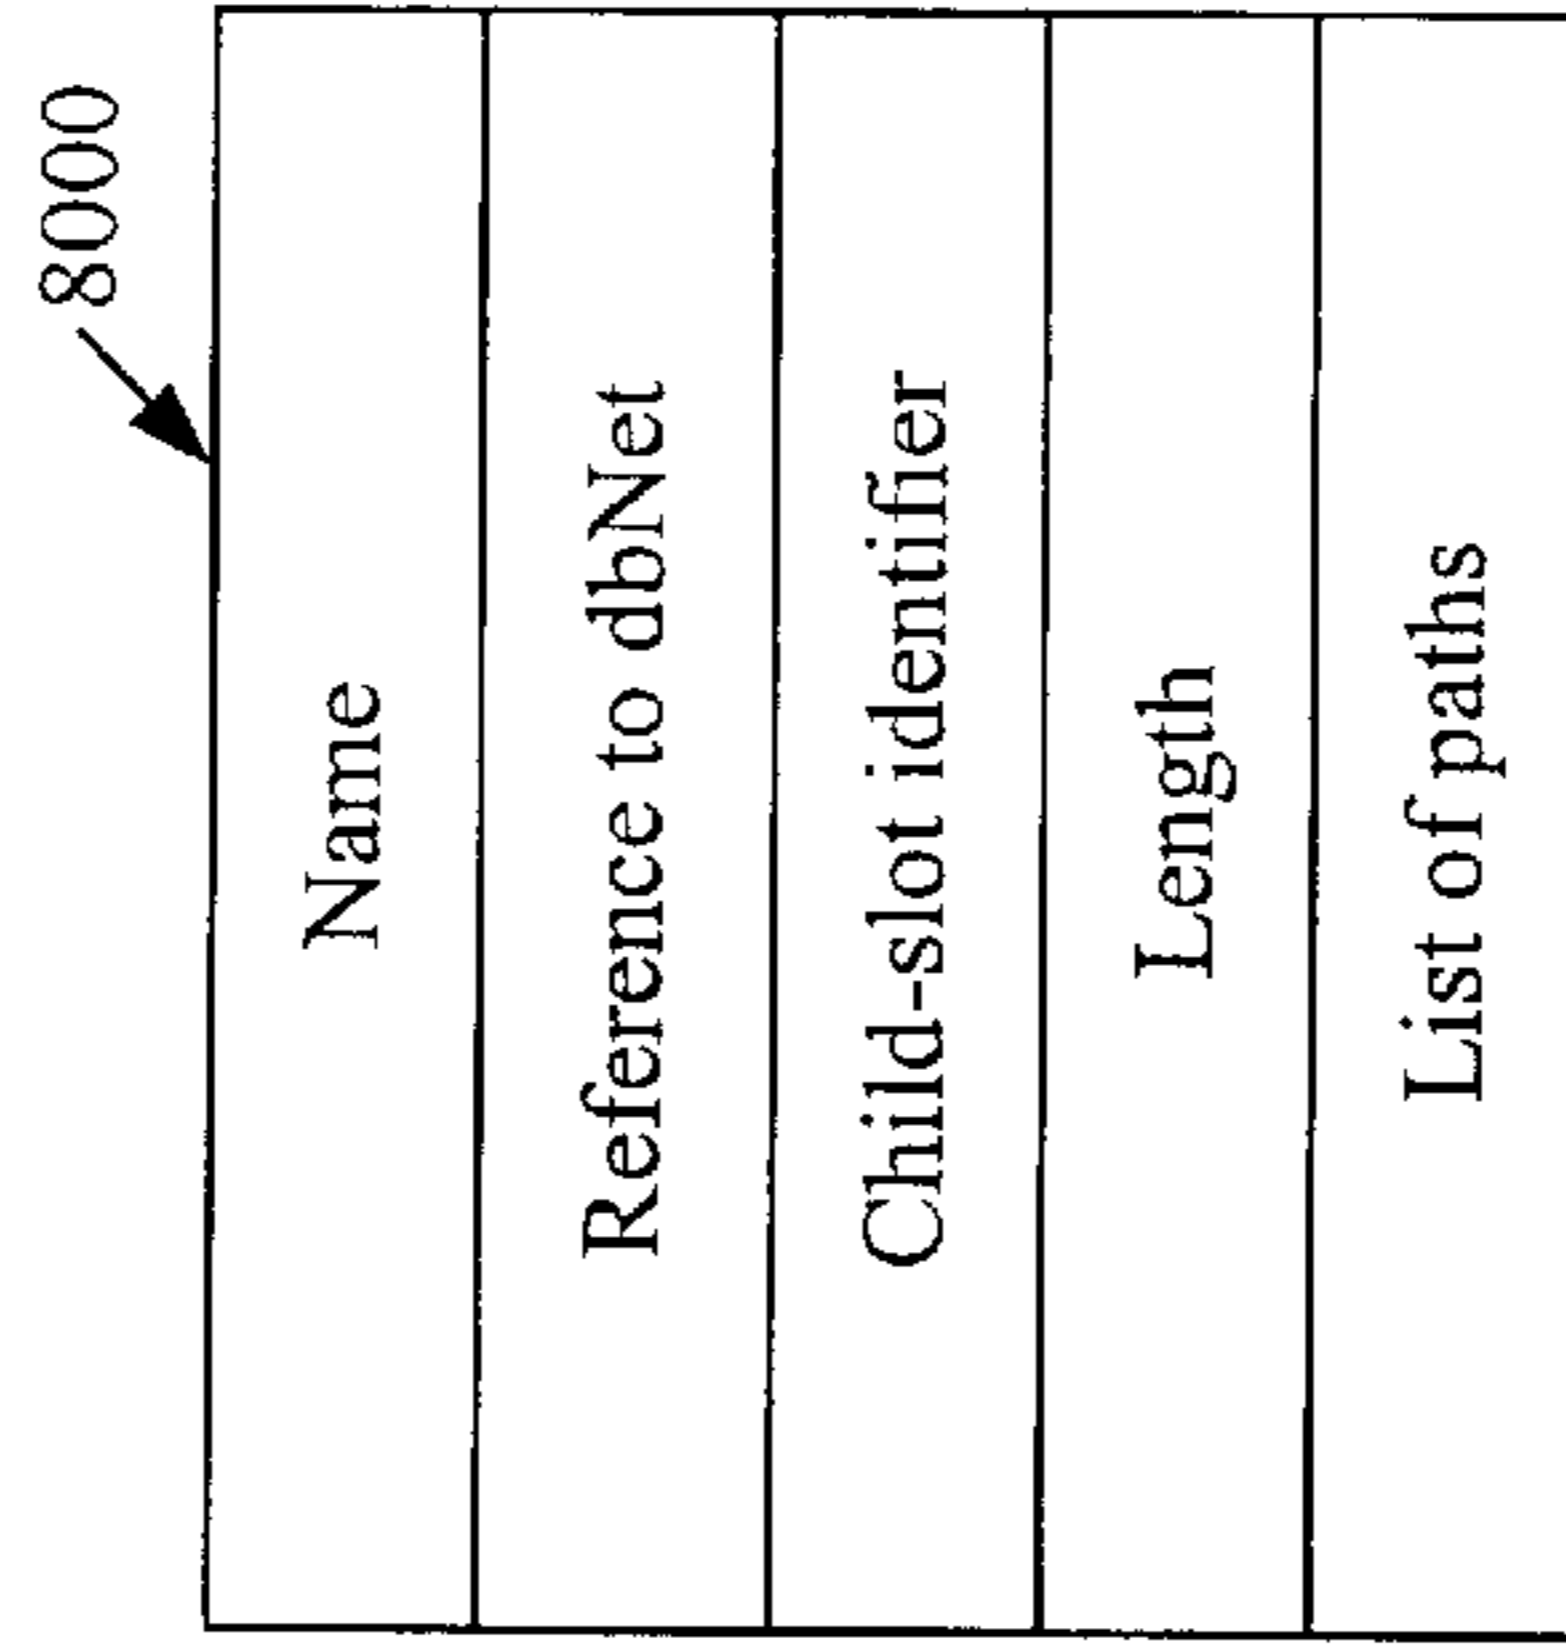 8000
Name
Reference to dbNet
Child-slot identifier
Length
List of paths